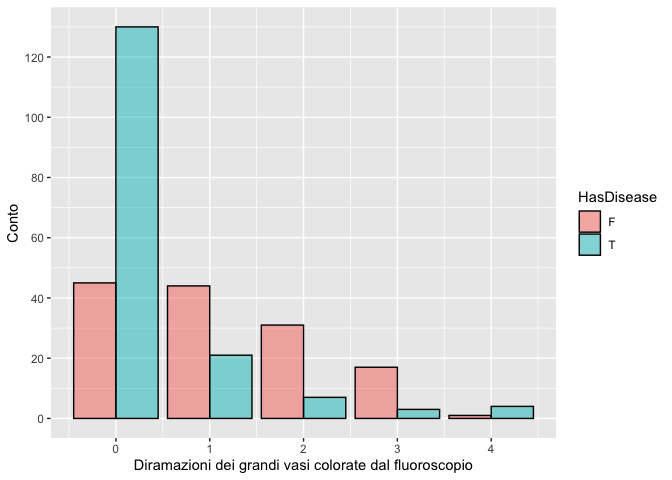 120
100
80
60
40
20
0
Conto
0 1 2 3 4
Diramazioni dei grandi vasi colorate dal fluoroscopio
HasDisease
F
T